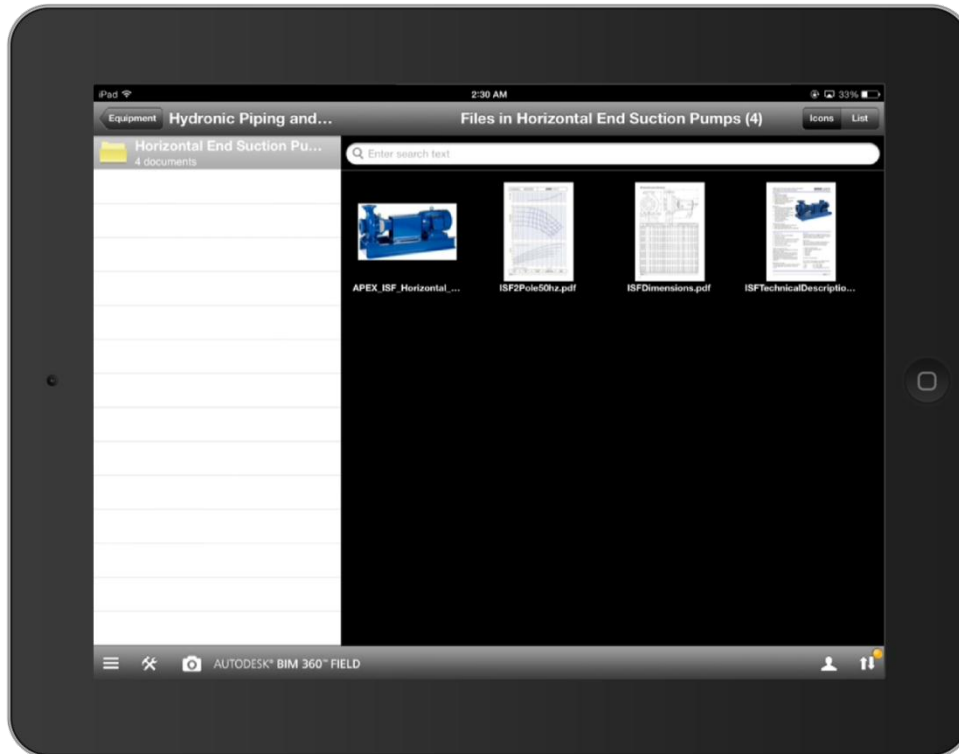 iPad
2:30 AM
33%
Equipment
Hydronic Piping and...
Files in Horizontal End Suction Pumps (4)
Icons
List
Horizontal End Suction Pu...
4 documents
Enter search text
APEX_ISF_Horizontal_...
ISF2Pole50hz.pdf
ISFDimensions.pdf
ISFTechnicalDescriptio...
AUTODESK® BIM 360™ FIELD